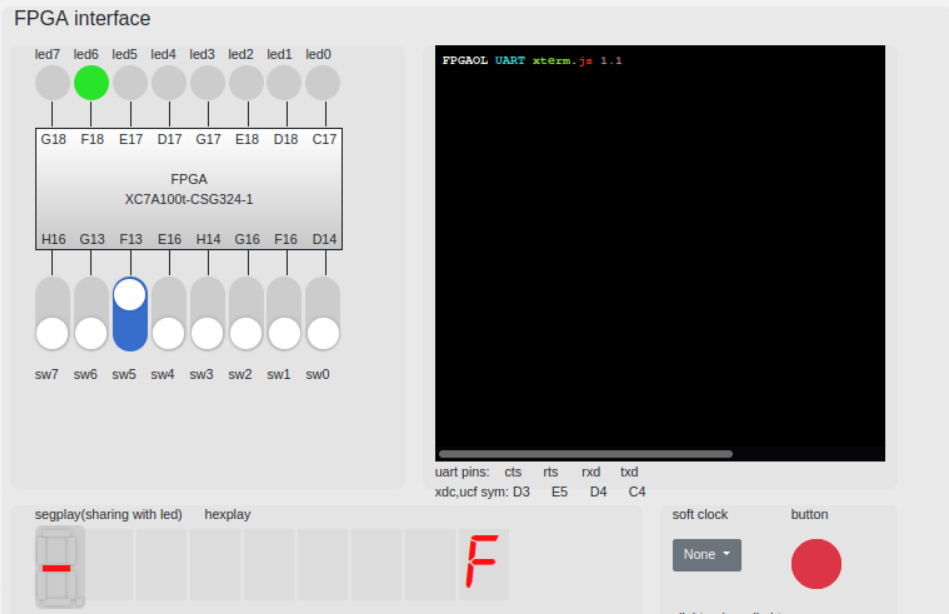 FPGA interface
led7 led6 led5 led4 led3 led2 led1 led0
G18 F18 E17 D17 G17 E18 D18 C17
FPGA
XC7A100t-CSG324-1
H16 G13 F13 E16 H14 G16 F16 D14
sw7 sw6 sw5 sw4 sw3 sw2 sw1 sw0
FPGAOL UART xterm.js 1.1
uart pins: cts rts rxd txd
xdc,ucf sym: D3 E5 D4 C4
segplay(sharing with led) hexplay
F
soft clock button
None